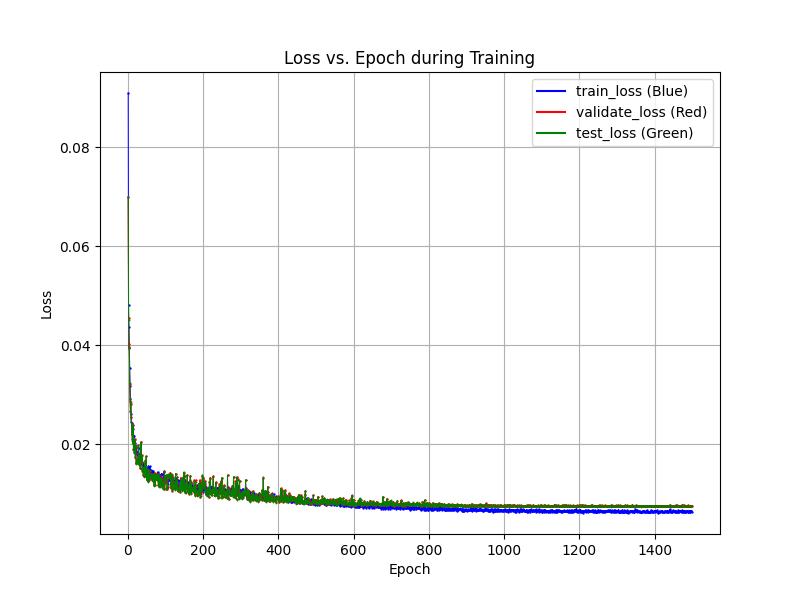 Loss vs. Epoch during Training
train_loss (Blue)
validate_loss (Red)
test_loss (Green)
0.08
0.06
0.04
0.02
Loss
0 200 400 600 800 1000 1200 1400
Epoch